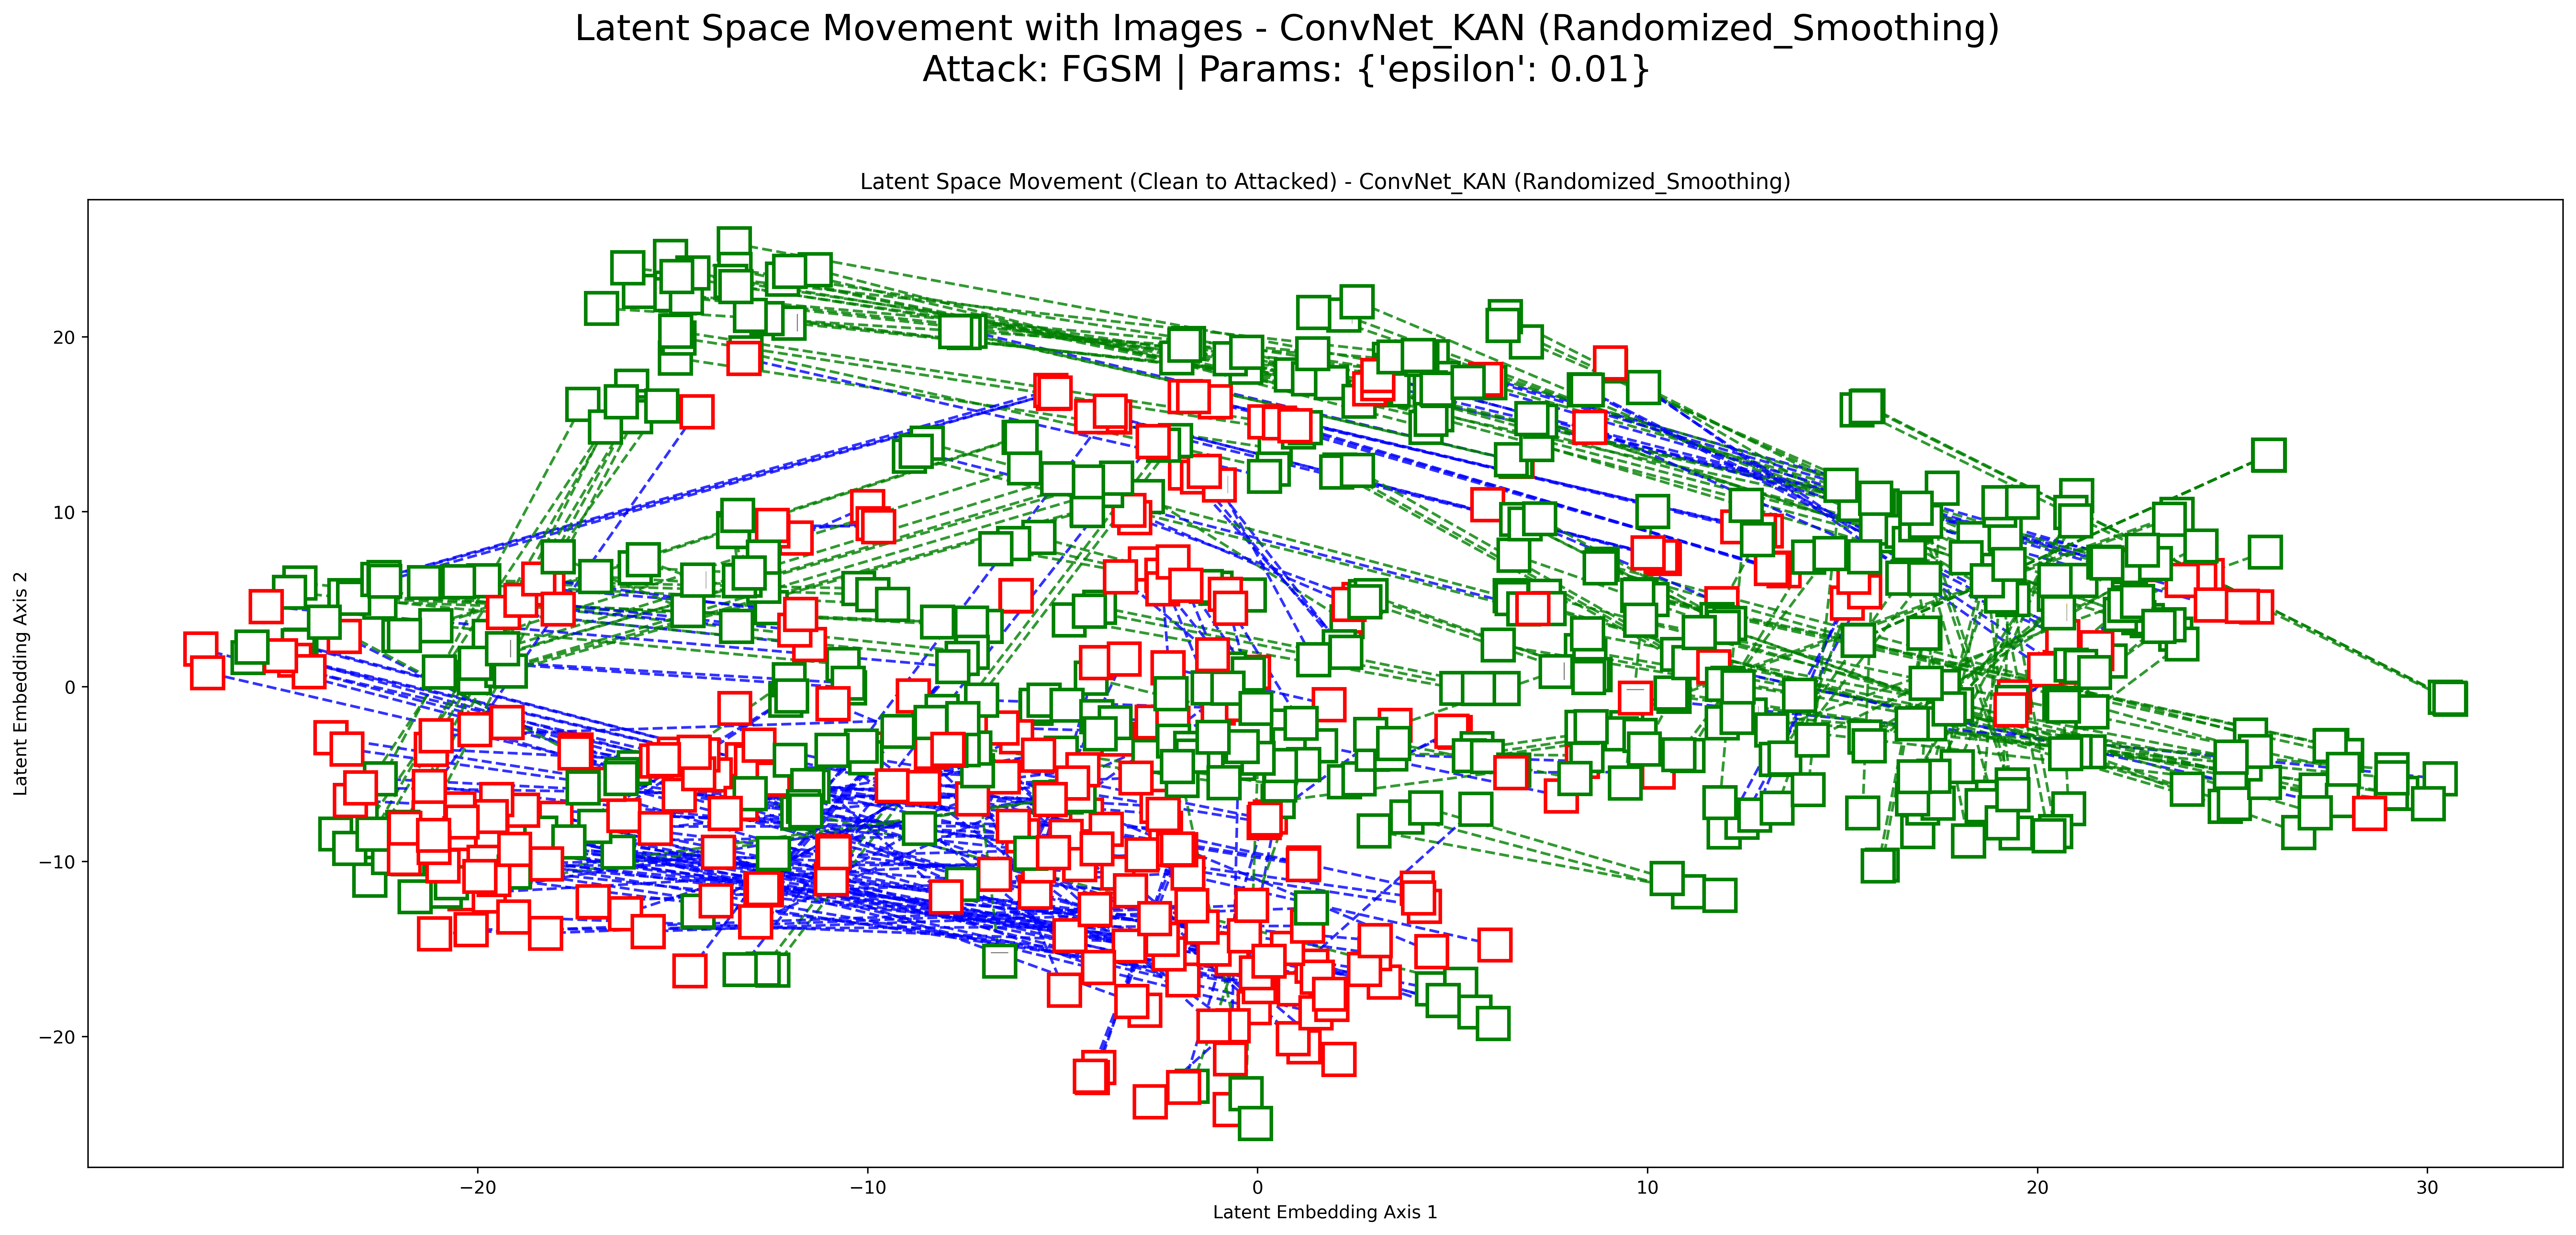 Latent Space Movement with Images - ConvNet_KAN (Randomized_Smoothing)
Attack: FGSM | Params: {'epsilon': 0.01}
Latent Space Movement (Clean to Attacked) - ConvNet_KAN (Randomized_Smoothing)
Latent Embedding Axis 2
20
10
0
−10
−20
−20
−10
0
10
20
30
Latent Embedding Axis 1